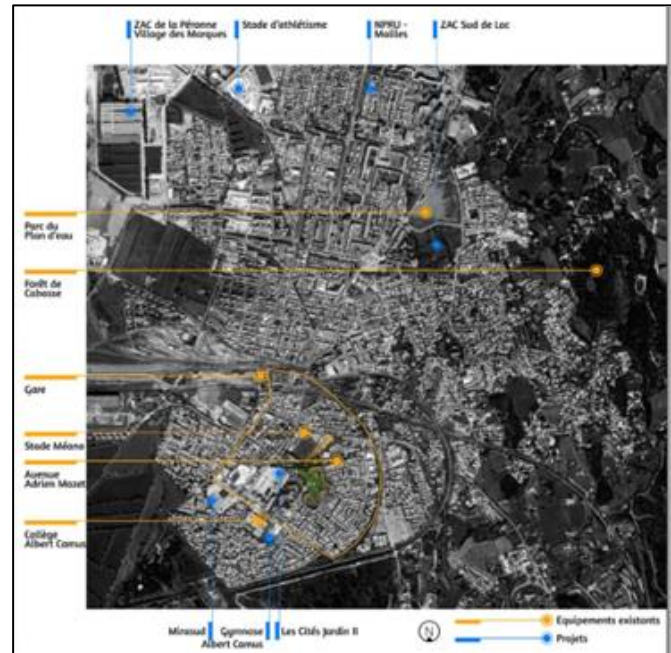 ZAC de la Péronne
Village des Marques
Stade d'athlétisme
NPRU -
Mailles
ZAC Sud de Lac
Parc du
Plan d'eau
Forêt de
Cabasse
Gare
Stade Méano
Avenue
Adrien Mazet
Collège
Albert Camus
Mirasud
Gymnase
Albert Camus
Les Cités Jardin II
N
Equipements existants
Projets